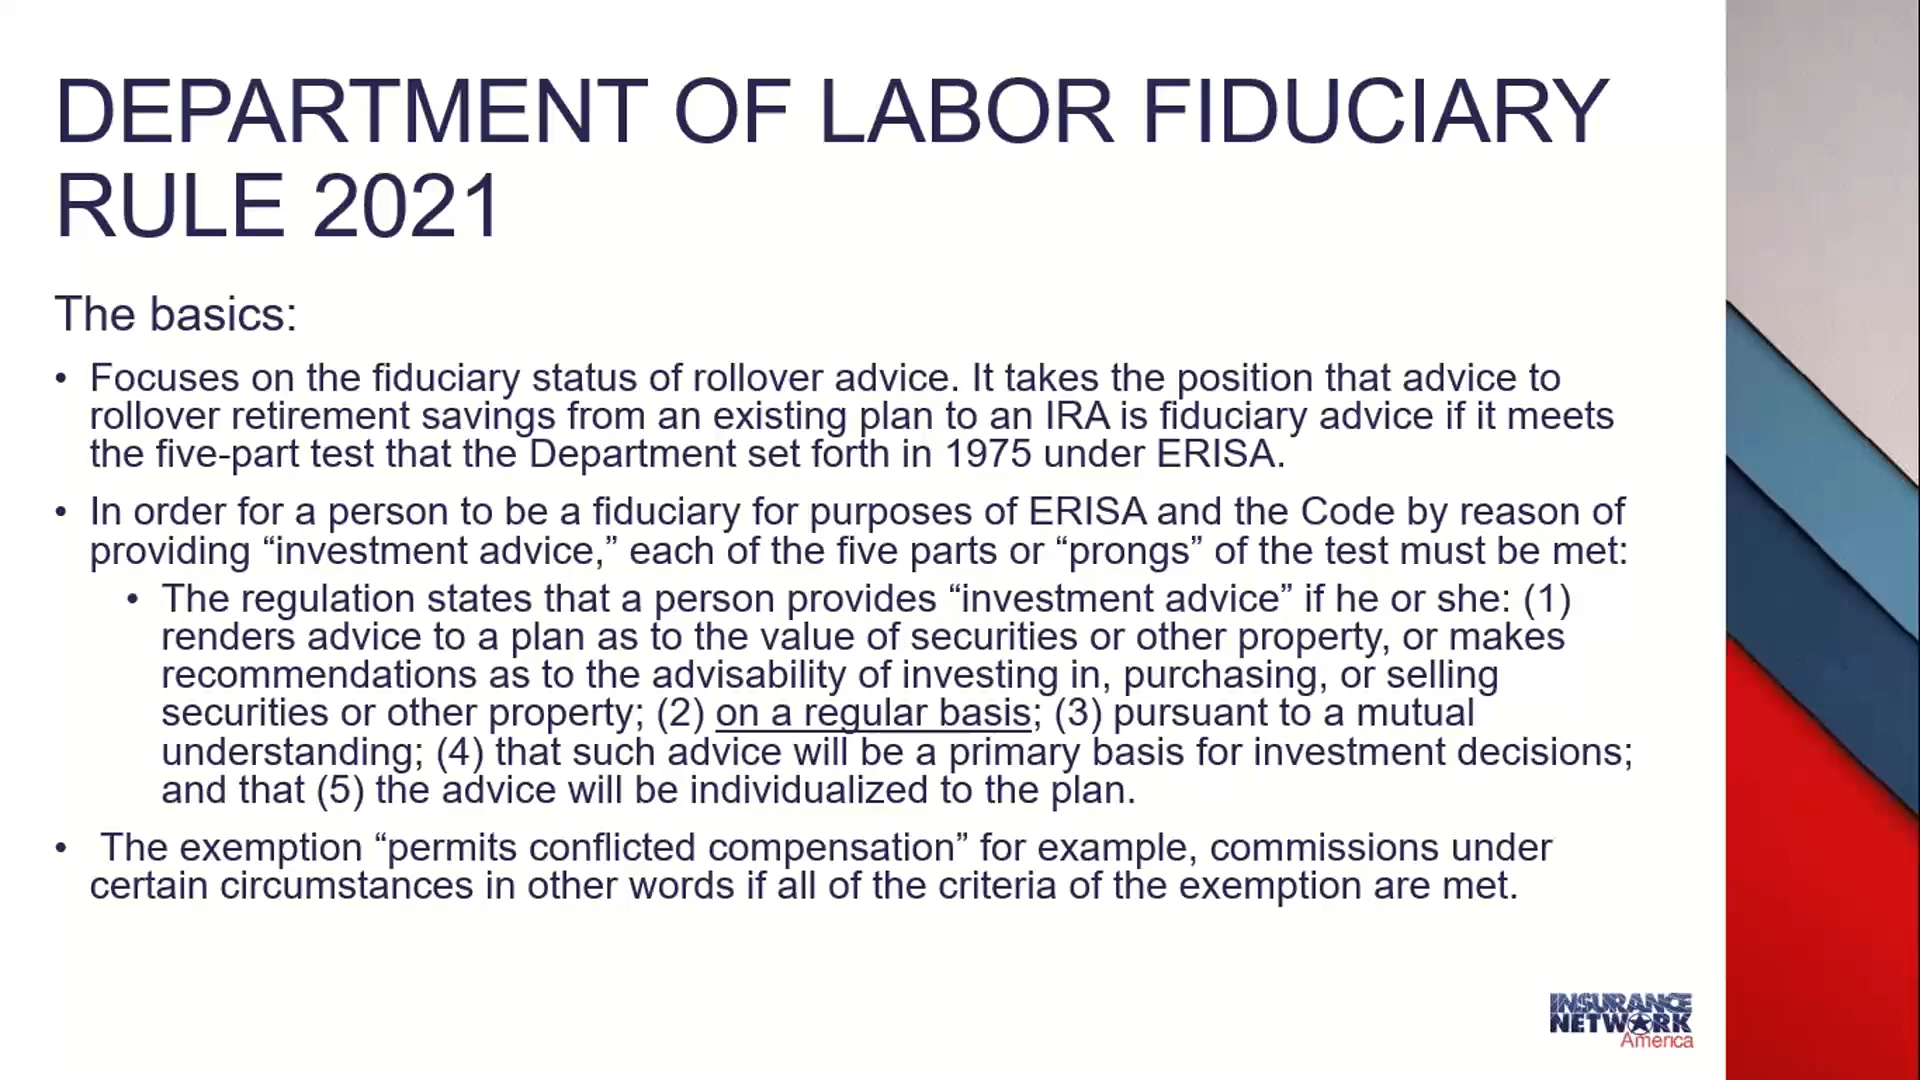 DEPARTMENT OF LABOR FIDUCIARY
RULE 2021
The basics:
• Focuses on the fiduciary status of rollover advice. It takes the position that advice to
rollover retirement savings from an existing plan to an IRA is fiduciary advice if it meets
the five-part test that the Department set forth in 1975 under ERISA.
• In order for a person to be a fiduciary for purposes of ERISA and the Code by reason of
providing “investment advice,” each of the five parts or “prongs” of the test must be met:
• The regulation states that a person provides “investment advice” if he or she: (1)
renders advice to a plan as to the value of securities or other property, or makes
recommendations as to the advisability of investing in, purchasing, or selling
securities or other property; (2) on a regular basis; (3) pursuant to a mutual
understanding; (4) that such advice will be a primary basis for investment decisions;
and that (5) the advice will be individualized to the plan.
• The exemption “permits conflicted compensation” for example, commissions under
certain circumstances in other words if all of the criteria of the exemption are met.
INSURANCE
NETWORK
America